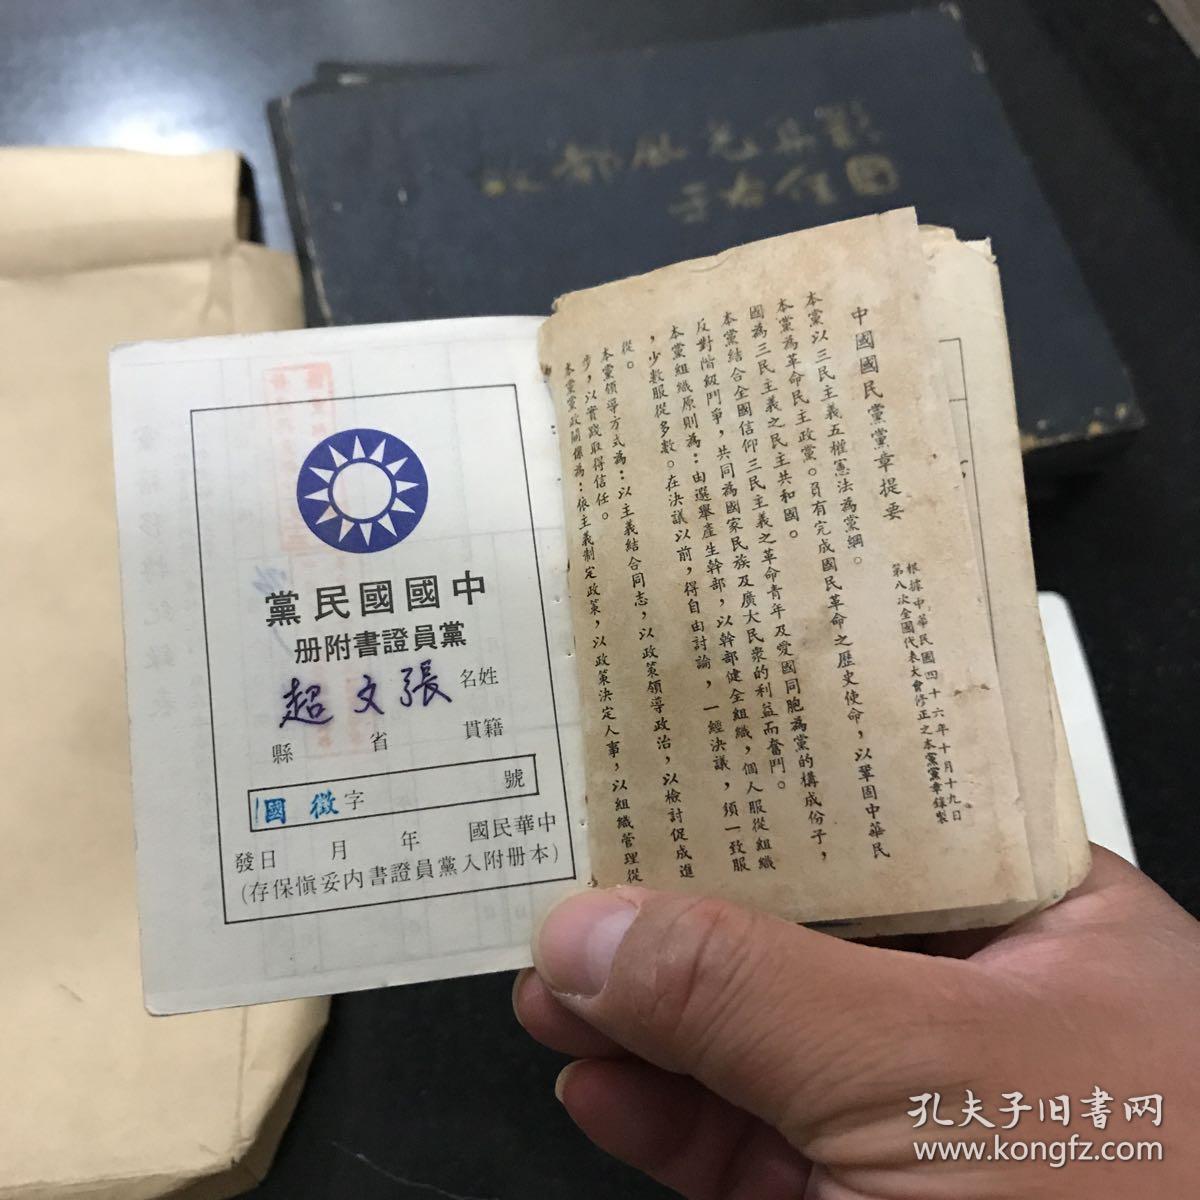 中國國民黨
黨員證書附册
姓名 張文超
籍貫 省 縣
國徵字 號
中華民國 年 月 日發
(本册附入黨員證書内妥慎保存)
中國國民黨黨章提要
根據中華民國四十六年十月十九日
第八次全國代表大會修正之本黨黨章錄製
本黨以三民主義五權憲法為黨綱。
本黨為革命民主政黨。負有完成國民革命之歷史使命，以鞏固中華民
國為三民主義之民主共和國。
本黨結合全國信仰三民主義之革命青年及愛國同胞為黨的構成份子，
反對階級鬥爭，共同為國家民族及廣大民衆的利益而奮鬥。
本黨組織原則為：由選舉產生幹部，以幹部健全組織，個人服從組織
，少數服從多數。在決議以前，得自由討論，一經決議，須一致服
從。
本黨領導方式為：以主義結合同志，以政策領導政治，以檢討促成進
步，以實踐取得信任。
本黨黨政關係為：依主義制定政策，以政策決定人事，以組織管理從
于右任
孔夫子旧書网
www.kongfz.com